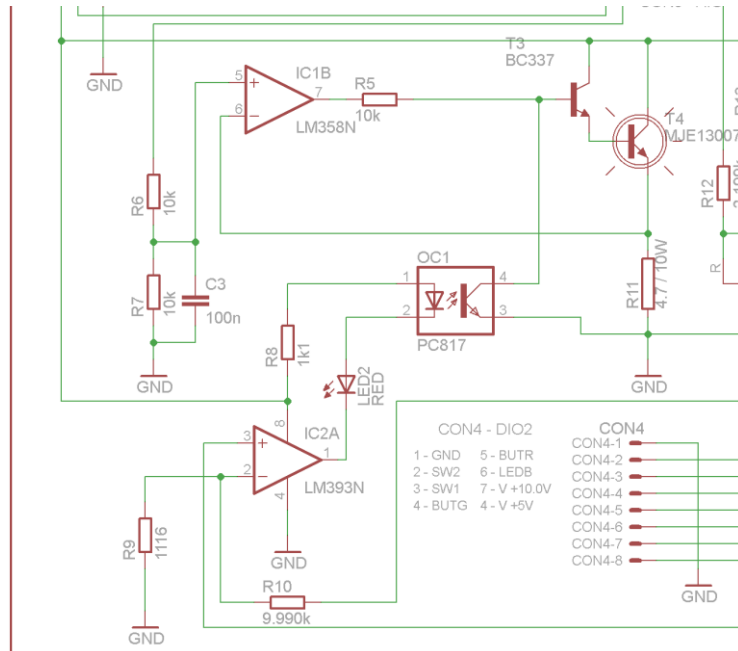 GND
T3
BC337
IC1B
5
6
7
LM358N
R5
10k
T4
MJE13007
R6
10k
R12
R
R7
10k
C3
100n
GND
OC1
1
2
4
3
PC817
R11
4.7 / 10W
GND
R8
1k1
LED2
RED
IC2A
8
3
2
1
4
LM393N
GND
R9
1116
GND
R10
9.990k
CON4 - DIO2
1 - GND 5 - BUTR
2 - SW2 6 - LEDB
3 - SW1 7 - V +10.0V
4 - BUTG 4 - V +5V
CON4
CON4-1
CON4-2
CON4-3
CON4-4
CON4-5
CON4-6
CON4-7
CON4-8
GND